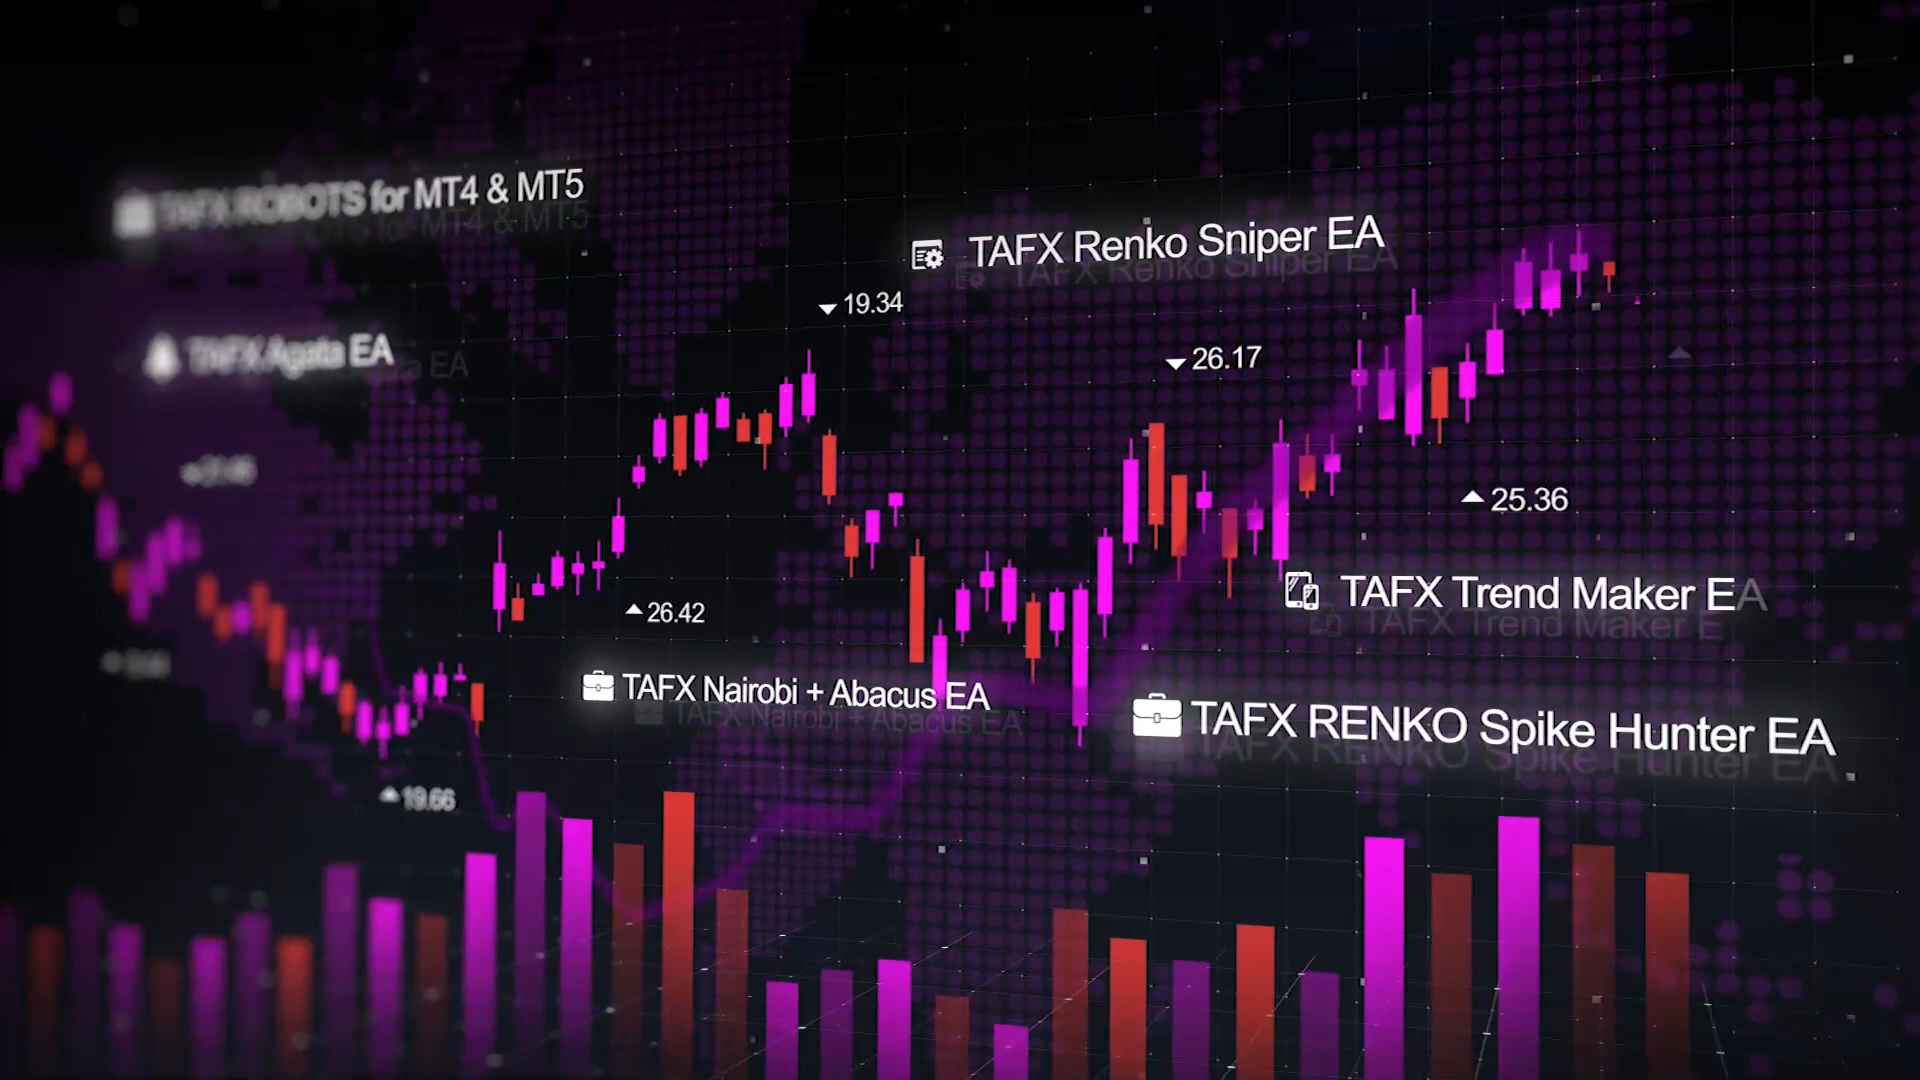 TAFX ROBOTS for MT4 & MT5
TAFX Renko Sniper EA
19.34
TAFX Agata EA
26.17
25.36
TAFX Trend Maker EA
26.42
TAFX Nairobi + Abacus EA
TAFX RENKO Spike Hunter EA
19.66